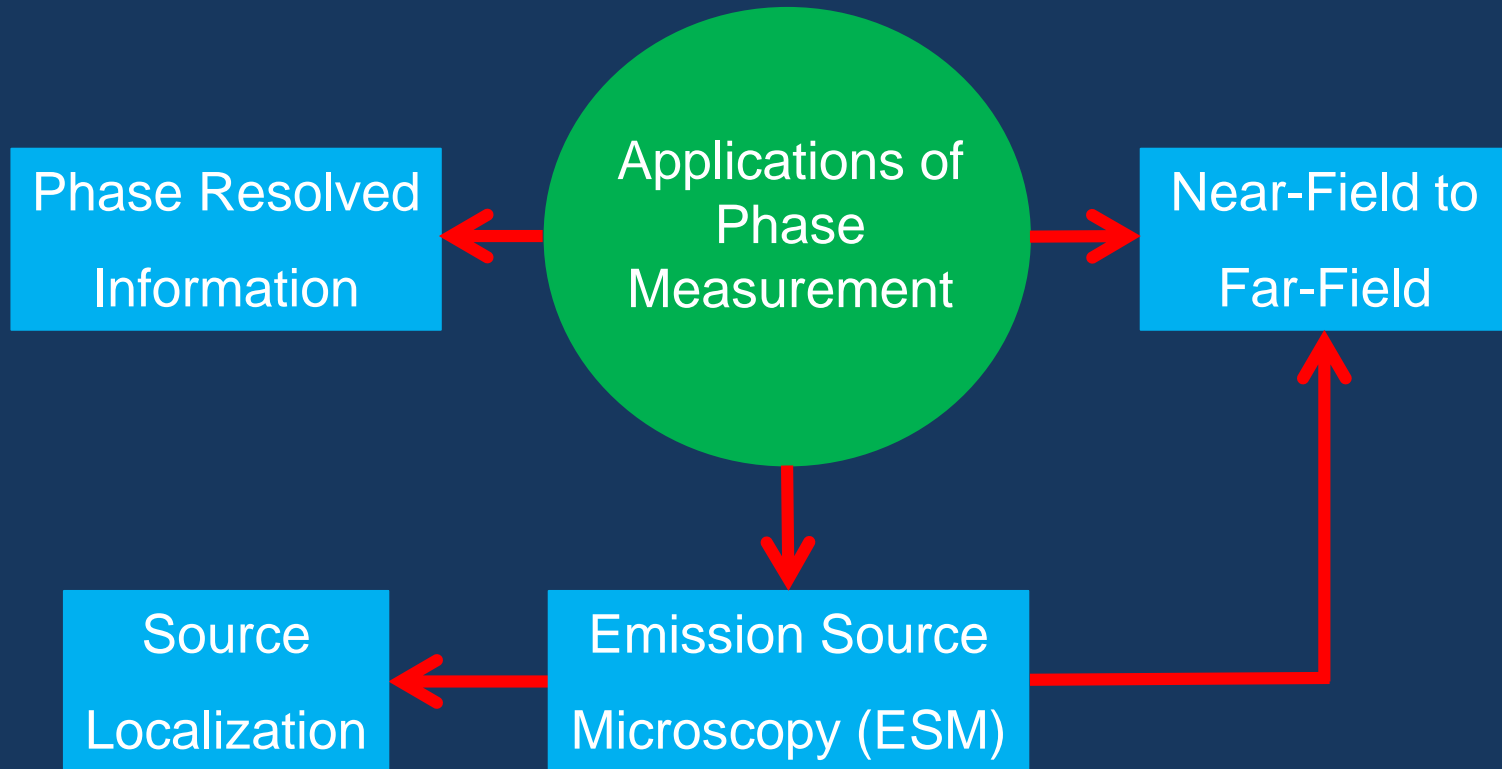 Applications of
Phase
Measurement
Phase Resolved
Information
Near-Field to
Far-Field
Source
Localization
Emission Source
Microscopy (ESM)